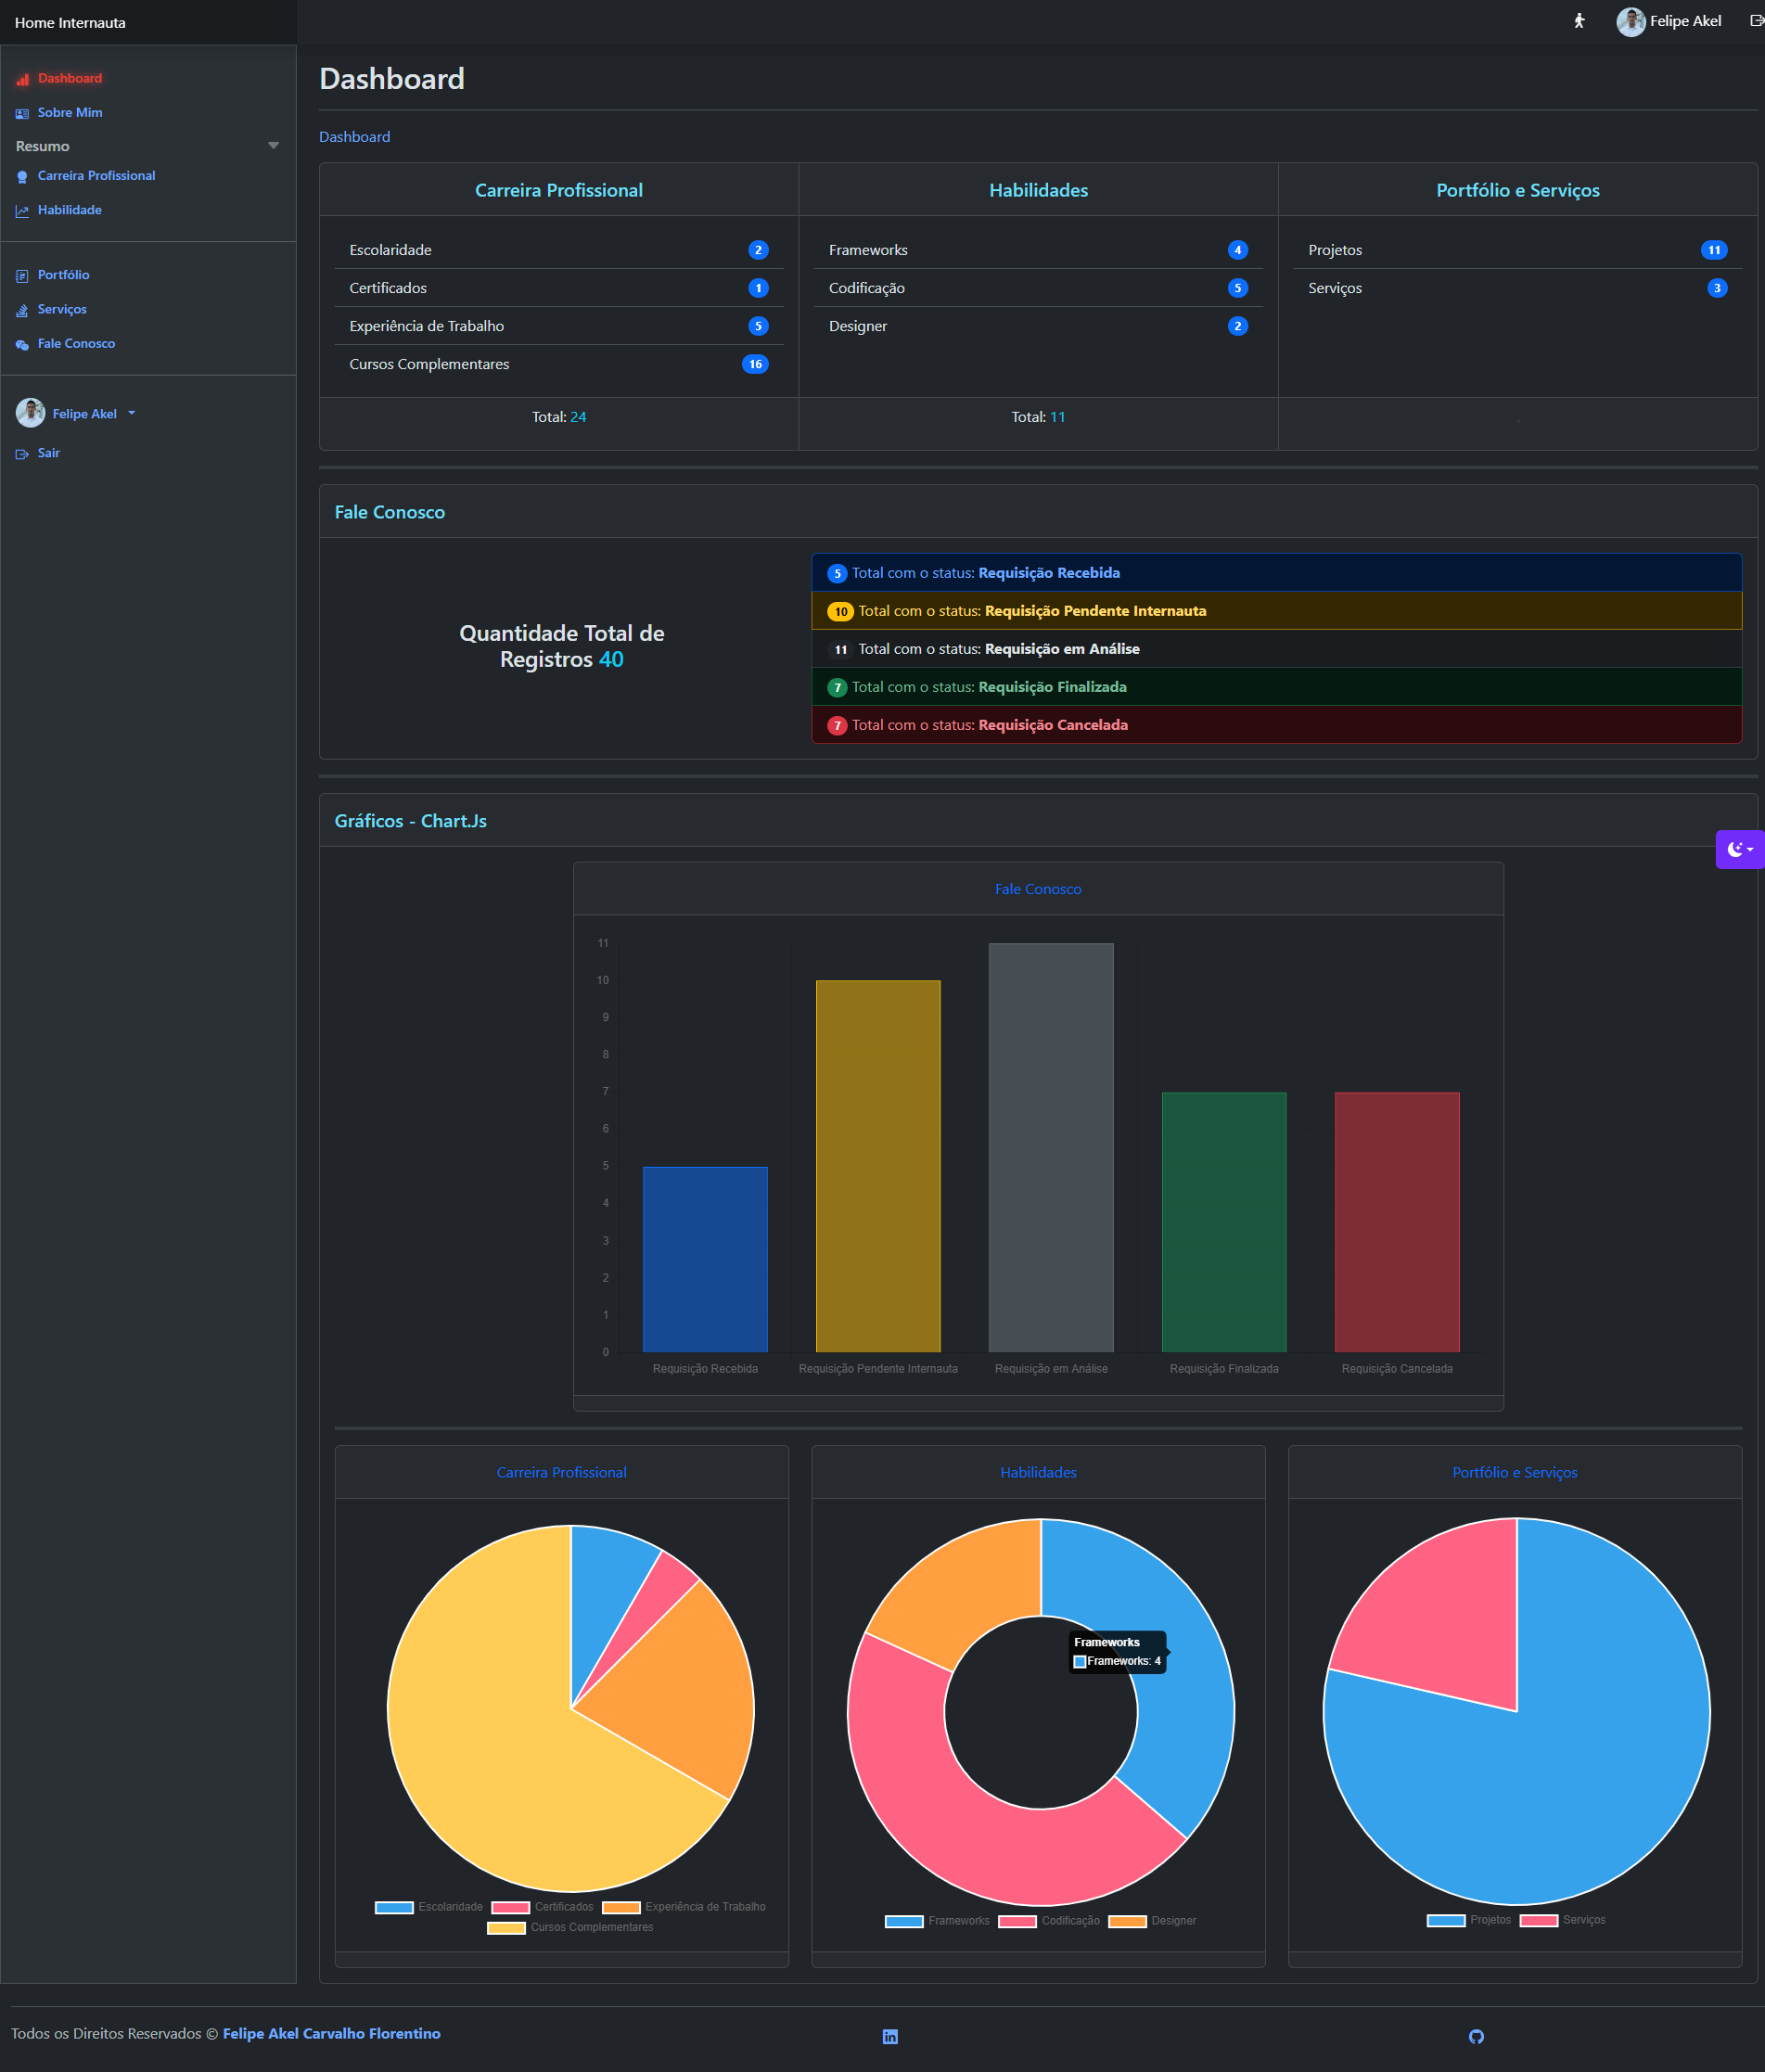 Home Internauta
Felipe Akel
Dashboard
Sobre Mim
Resumo
Carreira Profissional
Habilidade
Portfólio
Serviços
Fale Conosco
Felipe Akel
Sair
Dashboard
Dashboard
Carreira Profissional
Escolaridade 2
Certificados 1
Experiência de Trabalho 5
Cursos Complementares 16
Total: 24
Habilidades
Frameworks 4
Codificação 5
Designer 2
Total: 11
Portfólio e Serviços
Projetos 11
Serviços 3
Fale Conosco
Quantidade Total de
Registros 40
5 Total com o status: Requisição Recebida
10 Total com o status: Requisição Pendente Internauta
11 Total com o status: Requisição em Análise
7 Total com o status: Requisição Finalizada
7 Total com o status: Requisição Cancelada
Gráficos - Chart.Js
Fale Conosco
11
10
9
8
7
6
5
4
3
2
1
0
Requisição Recebida Requisição Pendente Internauta Requisição em Análise Requisição Finalizada Requisição Cancelada
Carreira Profissional
Escolaridade Certificados Experiência de Trabalho
Cursos Complementares
Habilidades
Frameworks
Frameworks: 4
Frameworks Codificação Designer
Portfólio e Serviços
Projetos Serviços
Todos os Direitos Reservados © Felipe Akel Carvalho Florentino